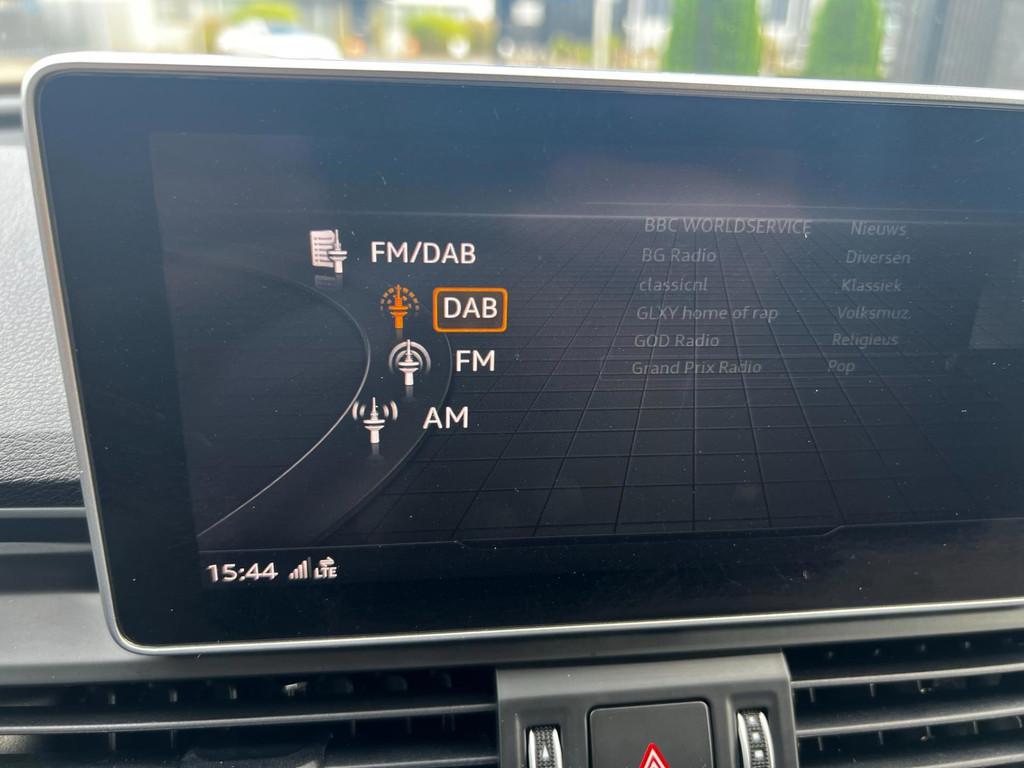 FM/DAB
DAB
FM
AM
BBC WORLDSERVICE Nieuws
BG Radio Diversen
classicnl Klassiek
GLXY home of rap Volksmuz.
GOD Radio Religieus
Grand Prix Radio Pop
15:44 LTE